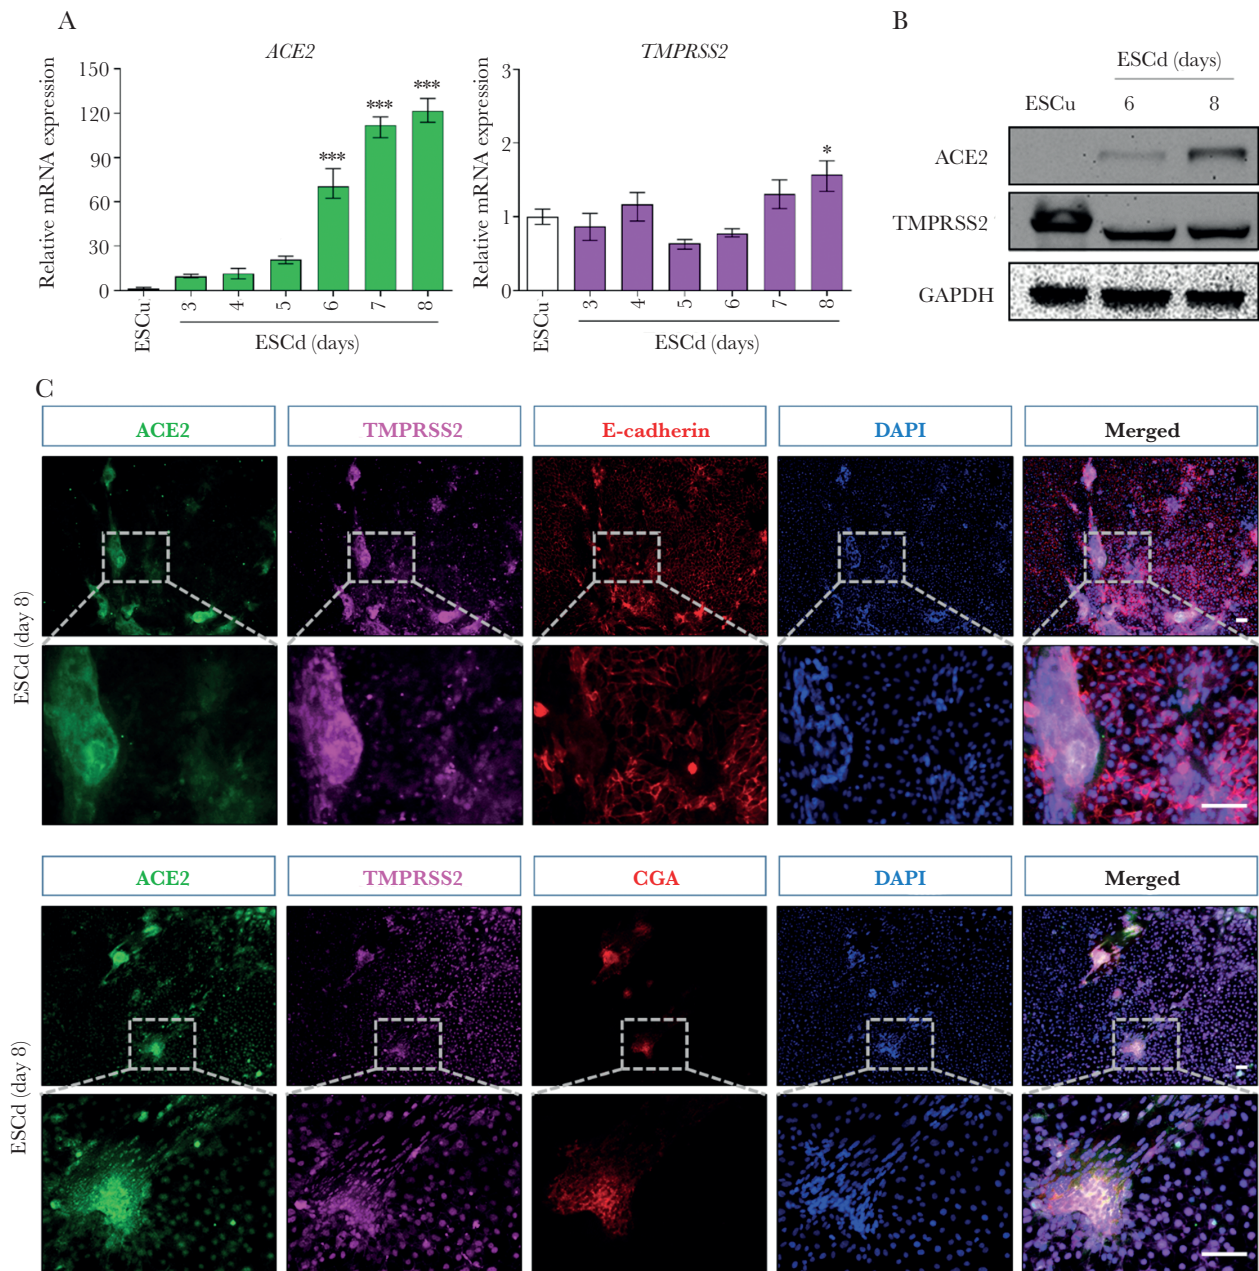 A
B
ACE2
TMPRSS2
Relative mRNA expression
150
120
90
60
30
0
***
***
***
ESCu
3
4
5
6
7
8
ESCd (days)
Relative mRNA expression
3
2
1
0
*
ESCu
3
4
5
6
7
8
ESCd (days)
ESCd (days)
ESCu
6
8
ACE2
TMPRSS2
GAPDH
C
ACE2
TMPRSS2
E-cadherin
DAPI
Merged
ESCd (day 8)
ACE2
TMPRSS2
CGA
DAPI
Merged
ESCd (day 8)